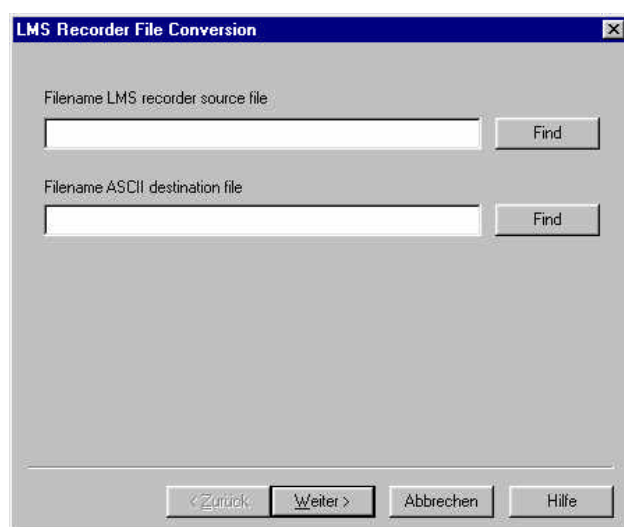 LMS Recorder File Conversion
Filename LMS recorder source file
Find
Filename ASCII destination file
Find
< Zurück
Weiter >
Abbrechen
Hilfe